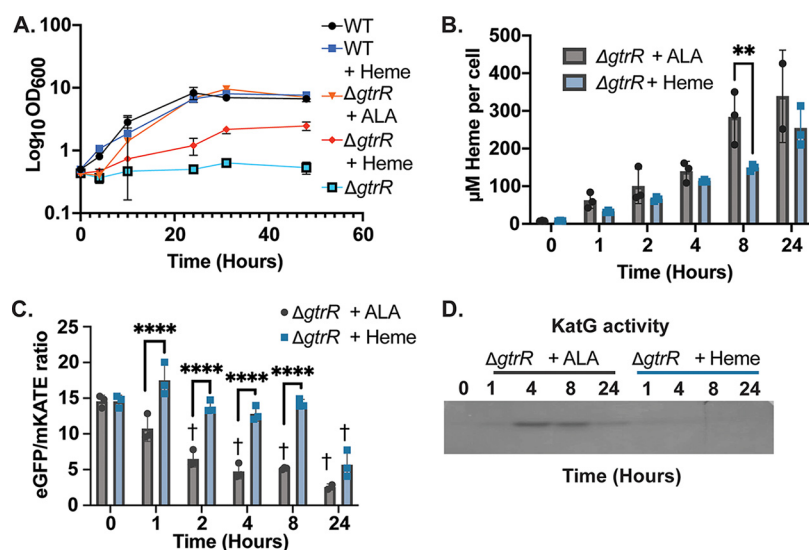 A.
Log10OD600
100
10
1
0.1
0
20
40
60
Time (Hours)
WT
WT
+ Heme
ΔgtrR
+ ALA
ΔgtrR
+ Heme
ΔgtrR
B.
µM Heme per cell
500
400
300
200
100
0
ΔgtrR + ALA
ΔgtrR + Heme
**
0 1 2 4 8 24
Time (Hours)
C.
ΔgtrR + ALA
ΔgtrR + Heme
eGFP/mKATE ratio
25
20
15
10
5
0
****
****
****
****
† † † † †
0 1 2 4 8 24
Time (Hours)
D.
KatG activity
ΔgtrR + ALA ΔgtrR + Heme
0 1 4 8 24 1 4 8 24
Time (Hours)